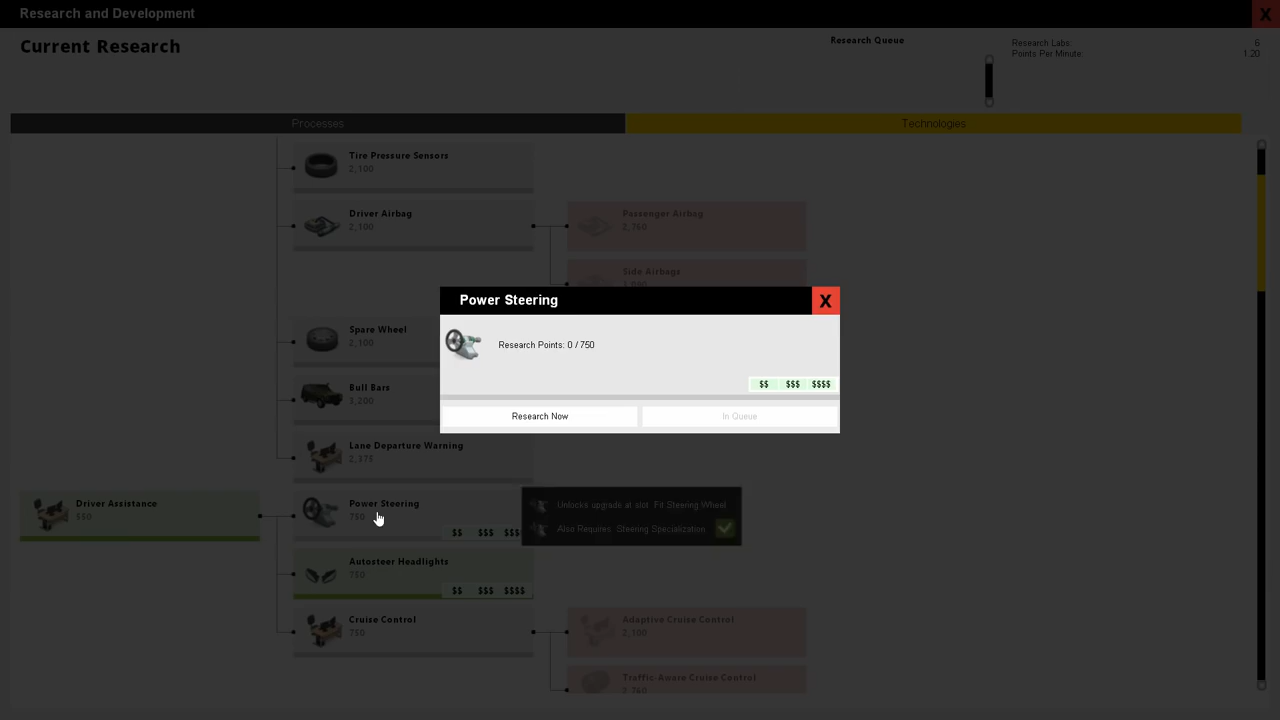 Research and Development
X
Current Research
Research Queue
Research Labs: 6
Points Per Minute: 1.20
Processes
Technologies
Tire Pressure Sensors
2,100
Driver Airbag
2,100
Passenger Airbag
2,750
Side Airbags
Power Steering
X
Research Points: 0 / 750
$$ $$$ $$$$
Research Now
In Queue
Spare Wheel
2,100
Bull Bars
3,200
Lane Departure Warning
2,375
Driver Assistance
550
Power Steering
750
$$ $$$ $$$$
Unlocks upgrade at slot Fit Steering Wheel
Also Requires Steering Specialization
Autosteer Headlights
750
$$ $$$ $$$$
Cruise Control
750
Adaptive Cruise Control
2,100
Traffic-Aware Cruise Control
2,750